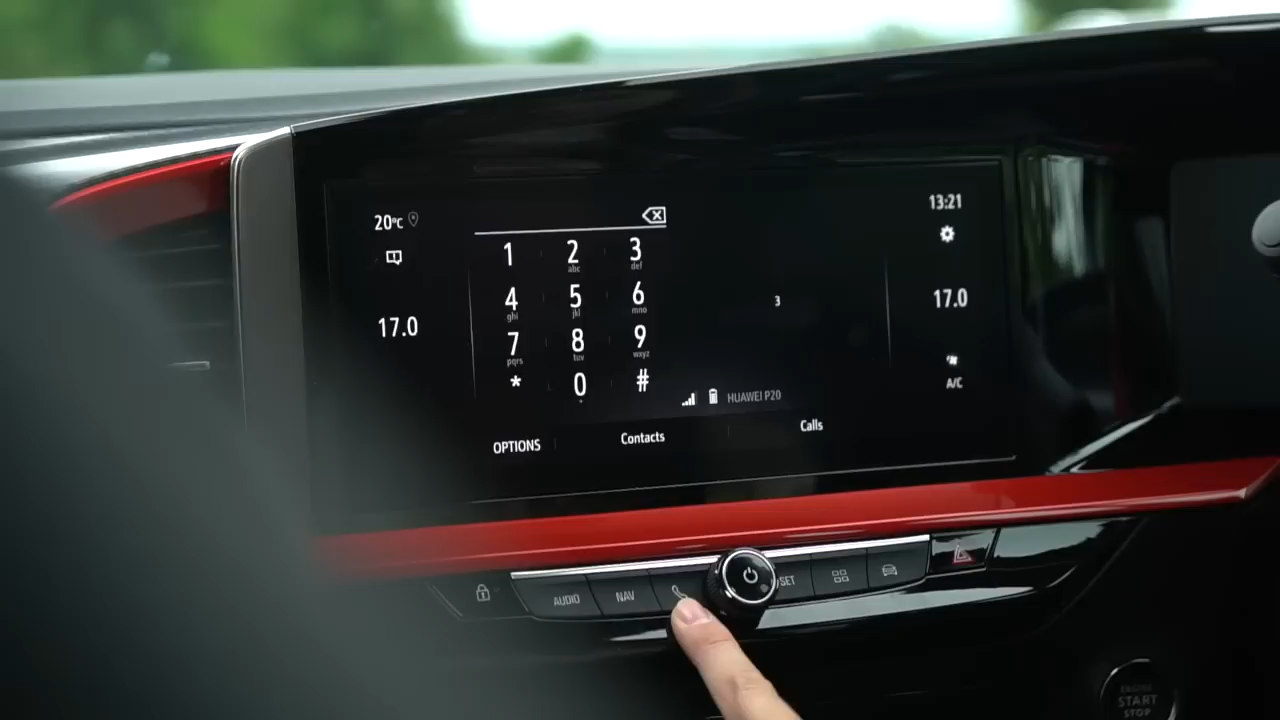 20°C
13:21
17.0
17.0
A/C
1
2 abc
3 def
4 ghi
5 jkl
6 mno
7 pqrs
8 tuv
9 wxyz
*
0
#
3
HUAWEI P20
OPTIONS
Contacts
Calls
AUDIO
NAV
SET
ENGINE
START
STOP